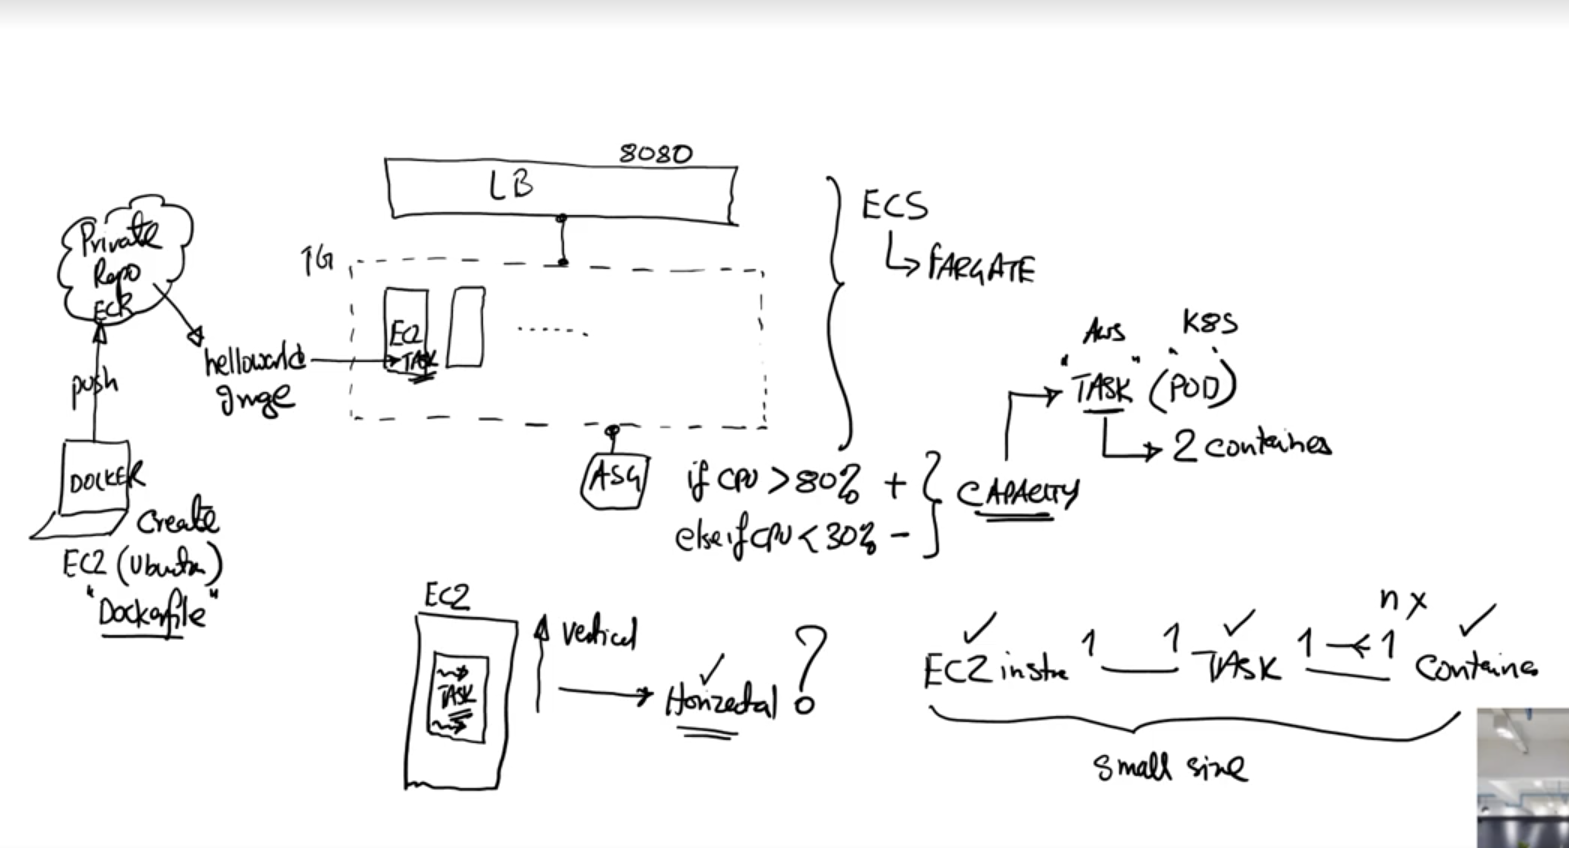 8080
LB
ECS
FARGATE
Private
Repo
ECR
TG
EC2
TASK
helloworld
Image
push
AWS
K8S
"TASK" (POD)
2 containes
DOCKER
ASG
if CPU > 80% +
else if CPU < 30% -
CAPACITY
Create
EC2 (Ubuntu)
"Dockerfile"
EC2
TASK
vertical
Horizontal ?
n x
EC2 insta 1 1 TASK 1 1 Container
small size